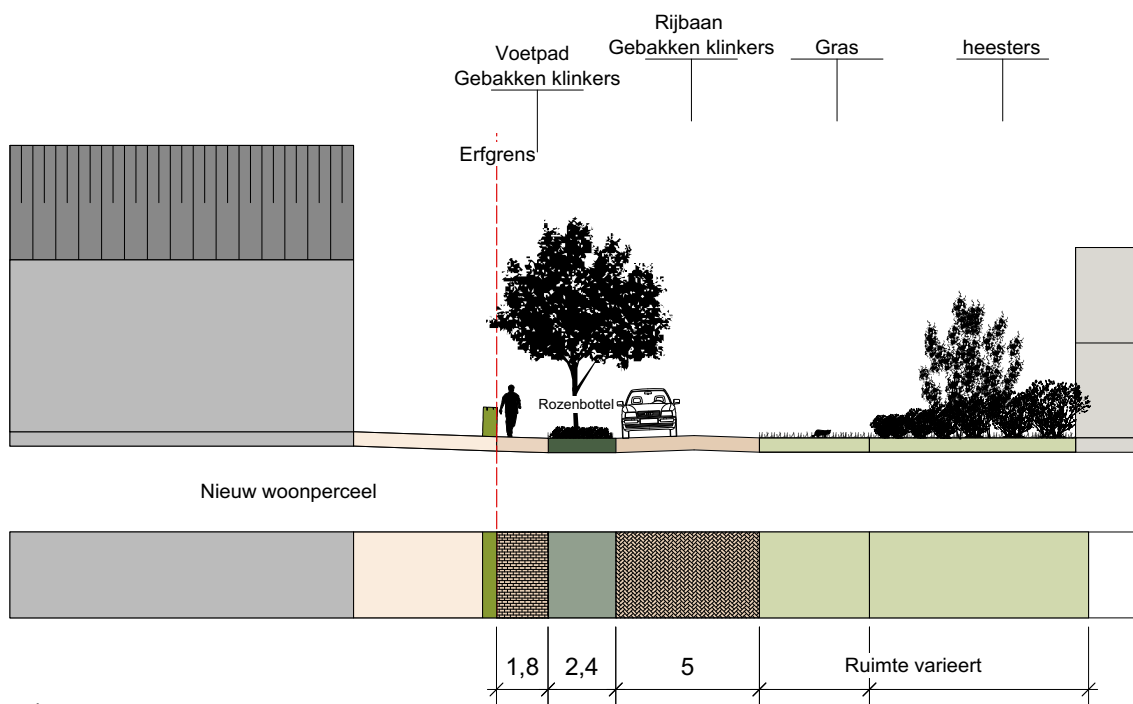 Rijbaan
Gebakken klinkers
Gras
heesters
Voetpad
Gebakken klinkers
Erfgrens
Rozenbottel
Nieuw woonperceel
1,8
2,4
5
Ruimte varieert